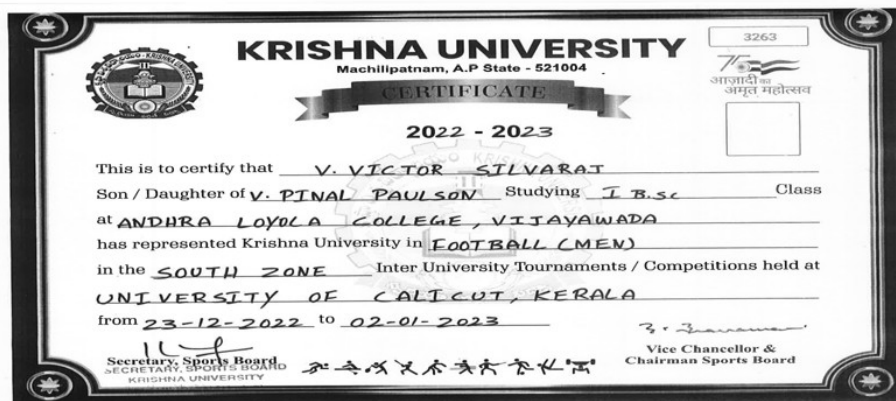 3263
KRISHNA UNIVERSITY
Machilipatnam, A.P State - 521004
आज़ादी का
अमृत महोत्सव
CERTIFICATE
2022 - 2023
This is to certify that V. VICTOR SILVARAJ
Son / Daughter of V. PINAL PAULSON Studying I B.Sc Class
at ANDHRA LOYOLA COLLEGE, VIJAYAWADA
has represented Krishna University in FOOTBALL (MEN)
in the SOUTH ZONE Inter University Tournaments / Competitions held at
UNIVERSITY OF CALICUT, KERALA
from 23-12-2022 to 02-01-2023
Secretary, Sports Board
SECRETARY, SPORTS BOARD
KRISHNA UNIVERSITY
Vice Chancellor &
Chairman Sports Board